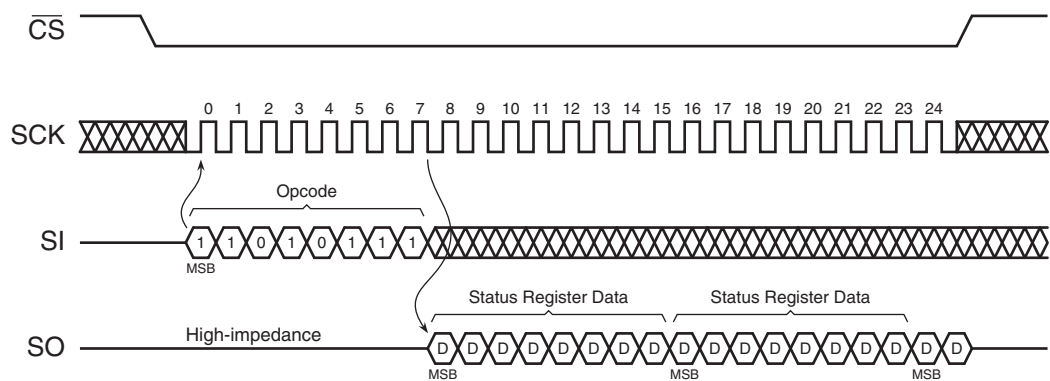 CS
0 1 2 3 4 5 6 7 8 9 10 11 12 13 14 15 16 17 18 19 20 21 22 23 24
SCK
Opcode
SI 1 1 0 1 0 1 1 1
MSB
Status Register Data Status Register Data
High-impedance
SO D D D D D D D D D D D D D D D D D D
MSB MSB MSB